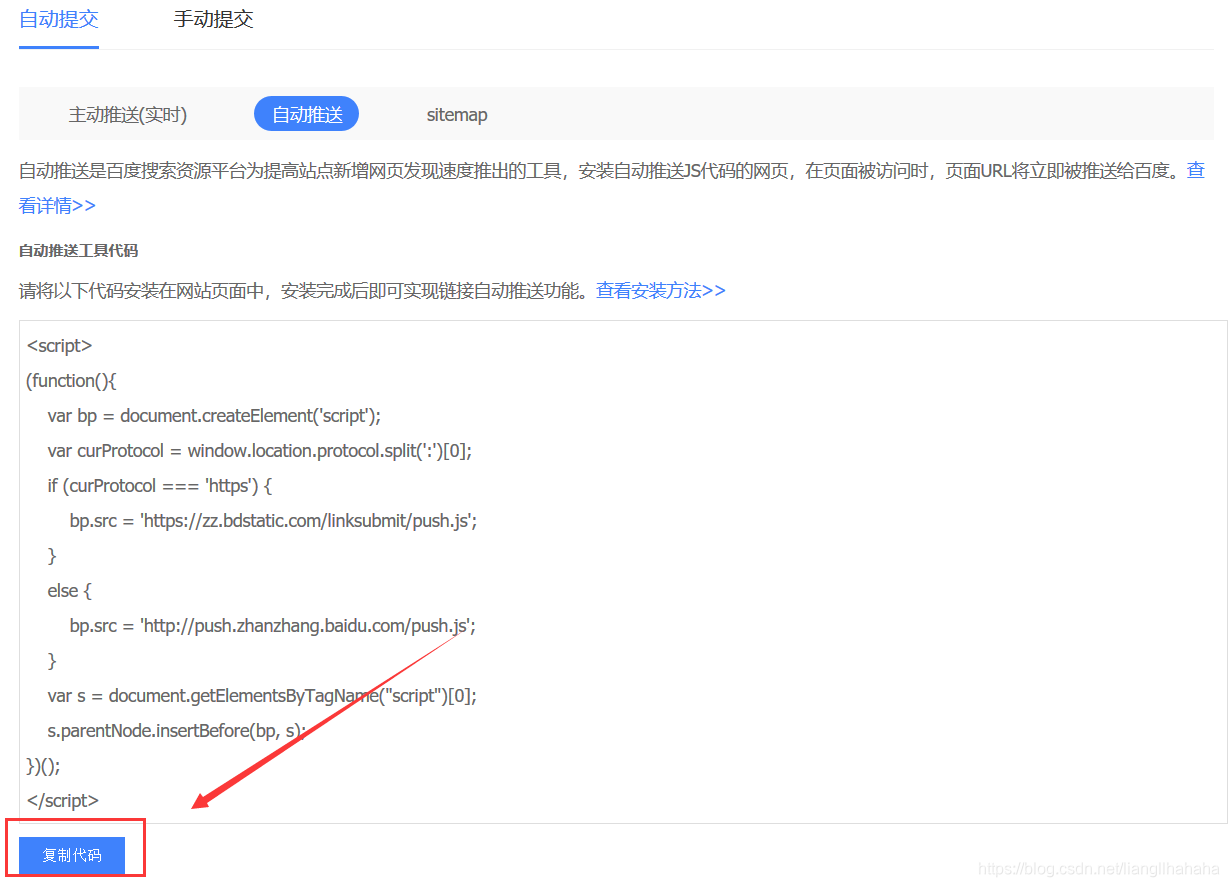 自动提交 手动提交
主动推送(实时) 自动推送 sitemap
自动推送是百度搜索资源平台为提高站点新增网页发现速度推出的工具，安装自动推送JS代码的网页，在页面被访问时，页面URL将立即被推送给百度。查
看详情>>
自动推送工具代码
请将以下代码安装在网站页面中，安装完成后即可实现链接自动推送功能。查看安装方法>>
<script>
(function(){
    var bp = document.createElement('script');
    var curProtocol = window.location.protocol.split(':')[0];
    if (curProtocol === 'https') {
        bp.src = 'https://zz.bdstatic.com/linksubmit/push.js';
    }
    else {
        bp.src = 'http://push.zhanzhang.baidu.com/push.js';
    }
    var s = document.getElementsByTagName("script")[0];
    s.parentNode.insertBefore(bp, s);
})();
</script>
复制代码
https://blog.csdn.net/liangllhahaha